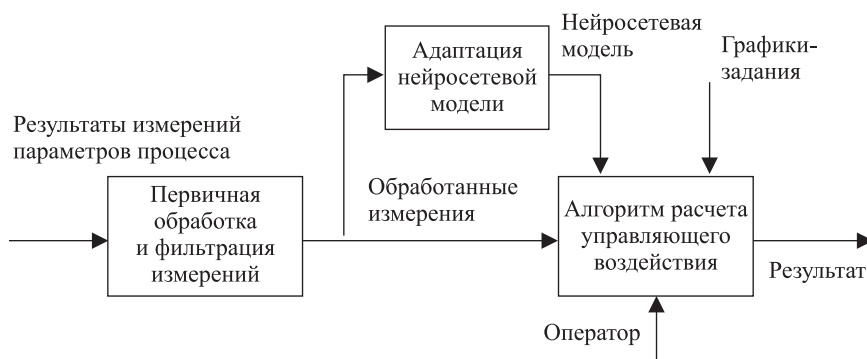 Адаптация
нейросетевой
модели
Нейросетевая
модель
Графики-
задания
Результаты измерений
параметров процесса
Первичная
обработка
и фильтрация
измерений
Обработанные
измерения
Алгоритм расчета
управляющего
воздействия
Результат
Оператор